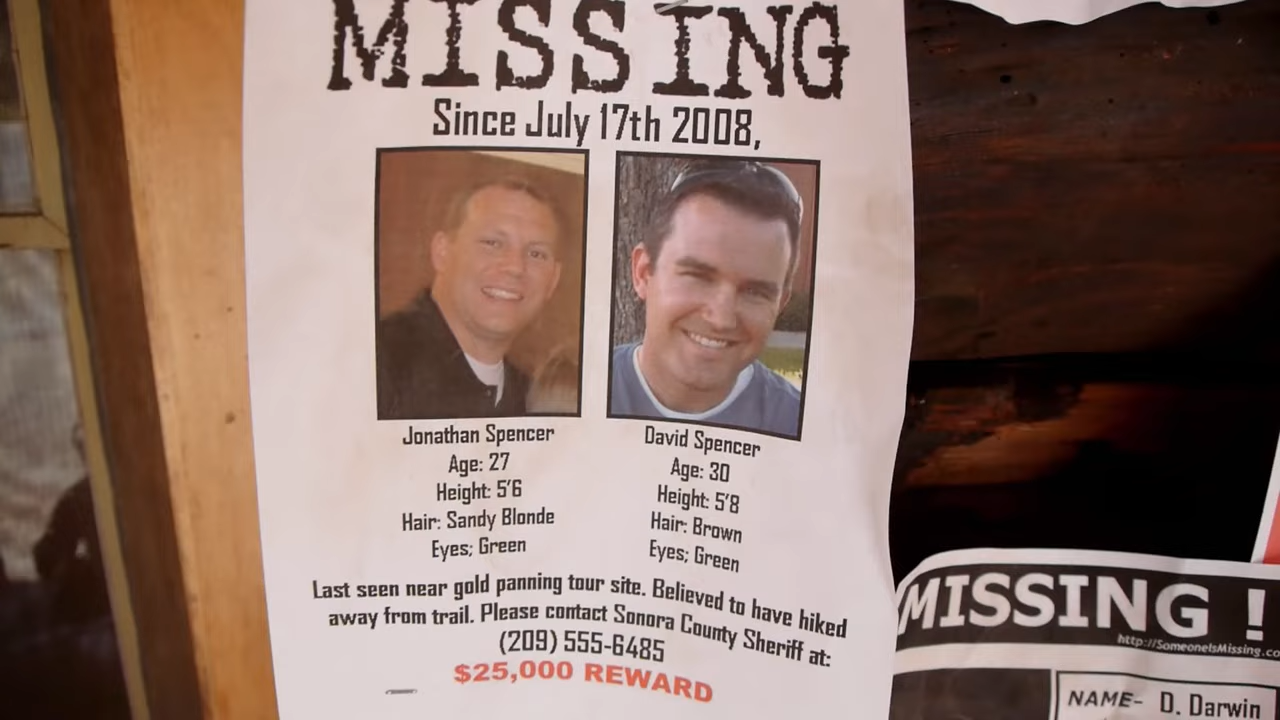 MISSING
Since July 17th 2008,
Jonathan Spencer
Age: 27
Height: 5'6
Hair: Sandy Blonde
Eyes; Green
David Spencer
Age: 30
Height: 5'8
Hair: Brown
Eyes; Green
Last seen near gold panning tour site. Believed to have hiked
away from trail. Please contact Sonora County Sheriff at:
(209) 555-6485
$25,000 REWARD
MISSING !
http://SomeoneIsMissing.co
NAME- D. Darwin